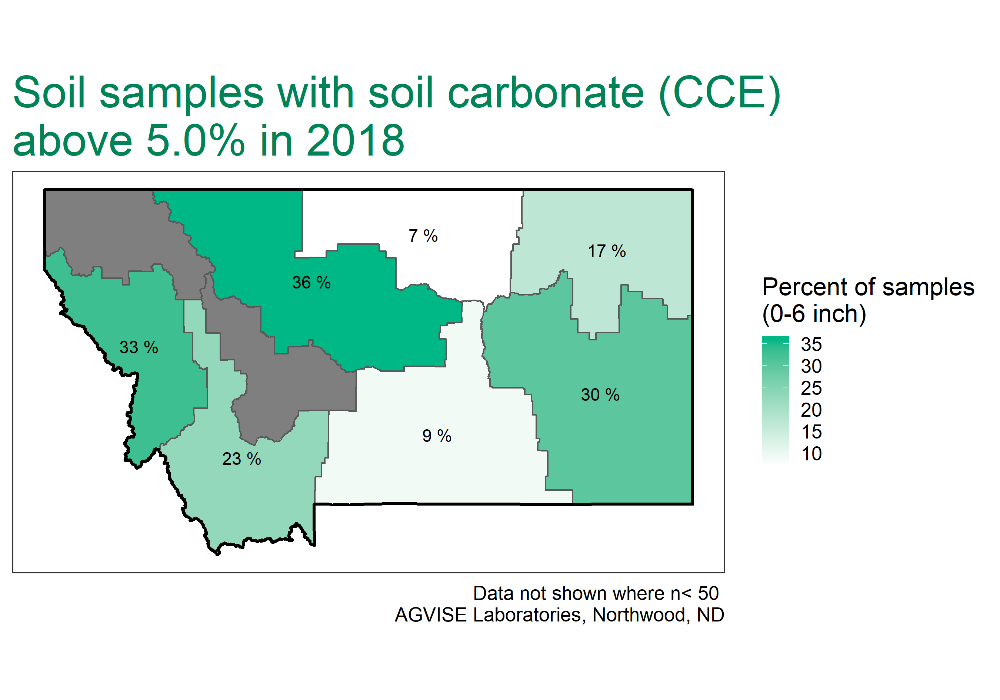 Soil samples with soil carbonate (CCE)
above 5.0% in 2018
7 %
17 %
36 %
33 %
30 %
9 %
23 %
Percent of samples
(0-6 inch)
35
30
25
20
15
10
Data not shown where n< 50
AGVISE Laboratories, Northwood, ND